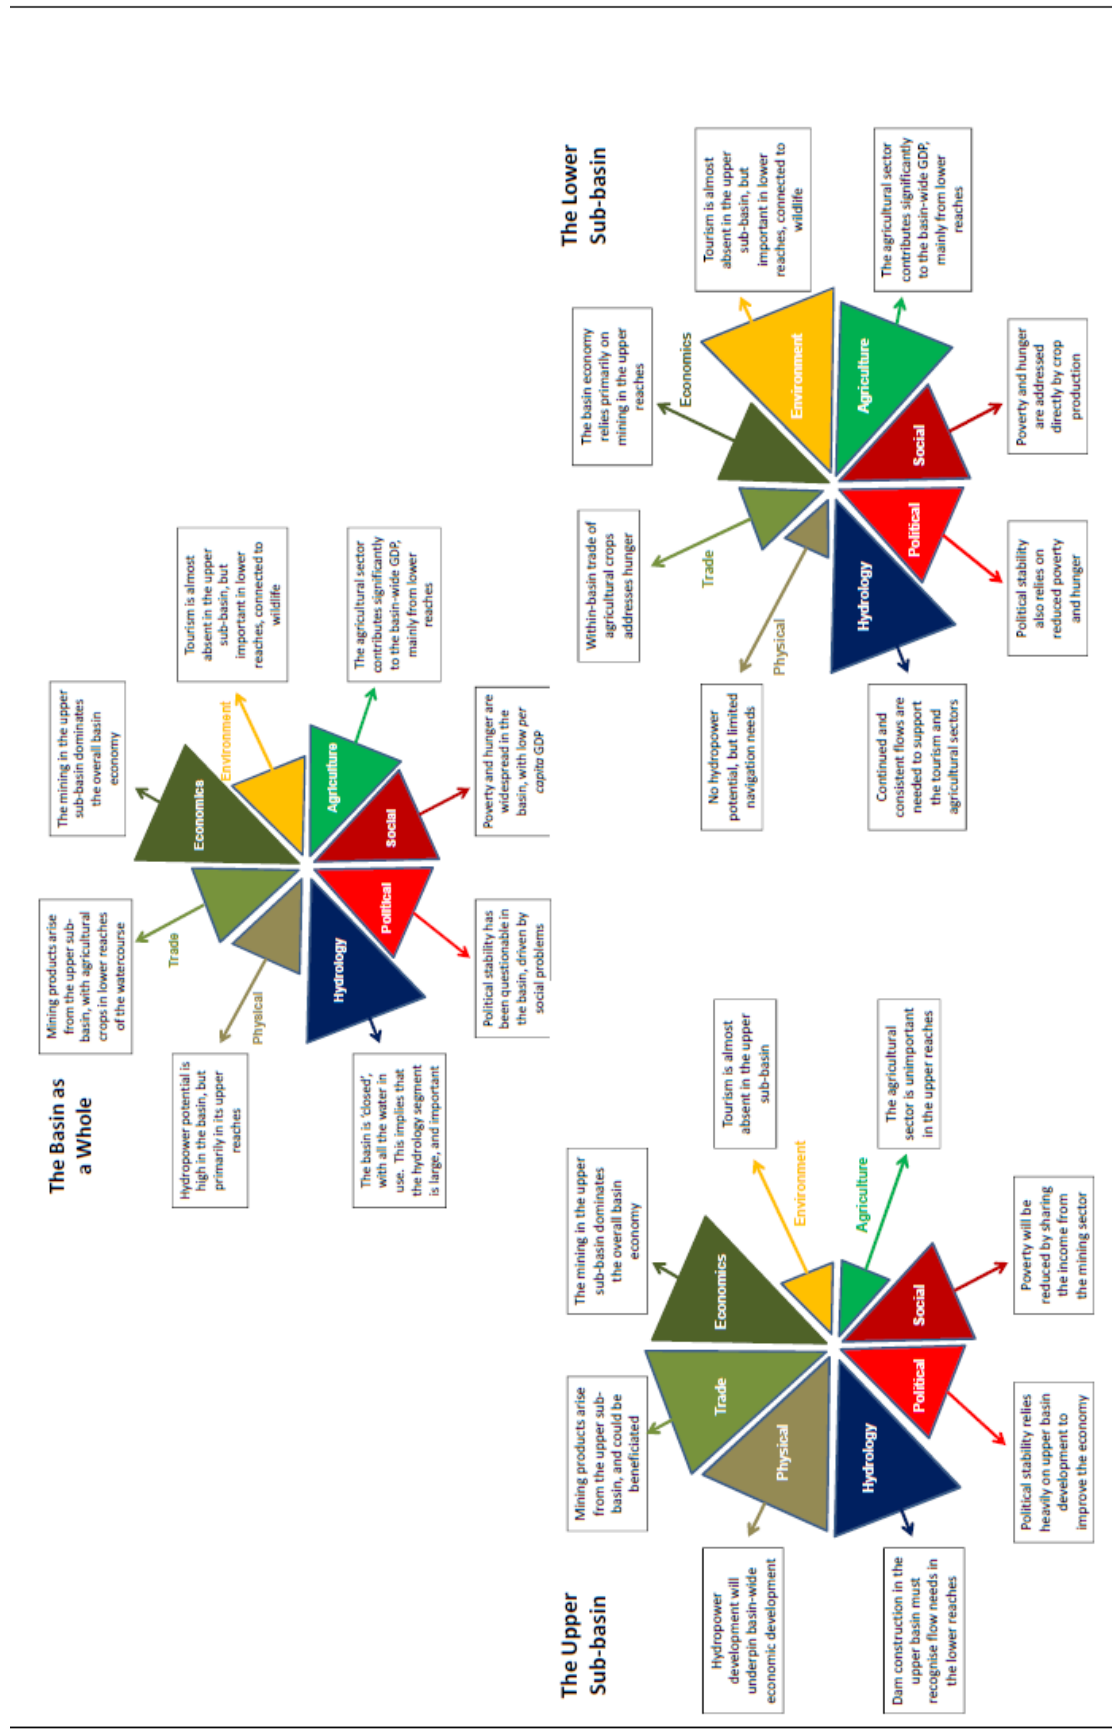 The Basin as
a Whole
Mining products arise
from the upper sub-
basin, with agricultural
crops in lower reaches
of the watercourse
The mining in the upper
sub-basin dominates
the overall basin
economy
Hydropower potential is
high in the basin, but
primarily in its upper
reaches
Tourism is almost
absent in the upper
sub-basin, but
important in lower
reaches, connected to
wildlife
Trade
Economics
Physical
Environment
Hydrology
Agriculture
Political
Social
The basin is 'closed',
with all the water in
use. This implies that
the hydrology segment
is large, and important
The agricultural sector
contributes significantly
to the basin-wide GDP,
mainly from lower
reaches
Political stability has
been questionable in
the basin, driven by
social problems
Poverty and hunger are
widespread in the
basin, with low per
capita GDP
The Upper
Sub-basin
Mining products arise
from the upper sub-
basin, and could be
beneficiated
The mining in the upper
sub-basin dominates
the overall basin
economy
Hydropower
development will
underpin basin-wide
economic development
Tourism is almost
absent in the upper
sub-basin
Trade
Economics
Physical
Environment
Hydrology
Agriculture
Political
Social
Dam construction in the
upper basin must
recognise flow needs in
the lower reaches
The agricultural
sector is unimportant
in the upper reaches
Political stability relies
heavily on upper basin
development to
improve the economy
Poverty will be
reduced by sharing
the income from
the mining sector
The Lower
Sub-basin
Within-basin trade of
agricultural crops
addresses hunger
The basin economy
relies primarily on
mining in the upper
reaches
No hydropower
potential, but limited
navigation needs
Tourism is almost
absent in the upper
sub-basin, but
important in lower
reaches, connected to
wildlife
Trade
Economics
Physical
Environment
Hydrology
Agriculture
Political
Social
Continued and
consistent flows are
needed to support
the tourism and
agricultural sectors
The agricultural sector
contributes significantly
to the basin-wide GDP,
mainly from lower
reaches
Political stability
also relies on
reduced poverty
and hunger
Poverty and hunger
are addressed
directly by crop
production